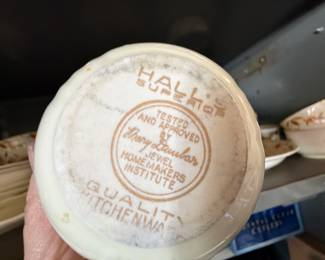 HALL'S
SUPERIOR
TESTED
AND APPROVED
BY
Mary Dunbar
JEWEL
HOMEMAKERS
INSTITUTE
QUALITY
KITCHENWARE